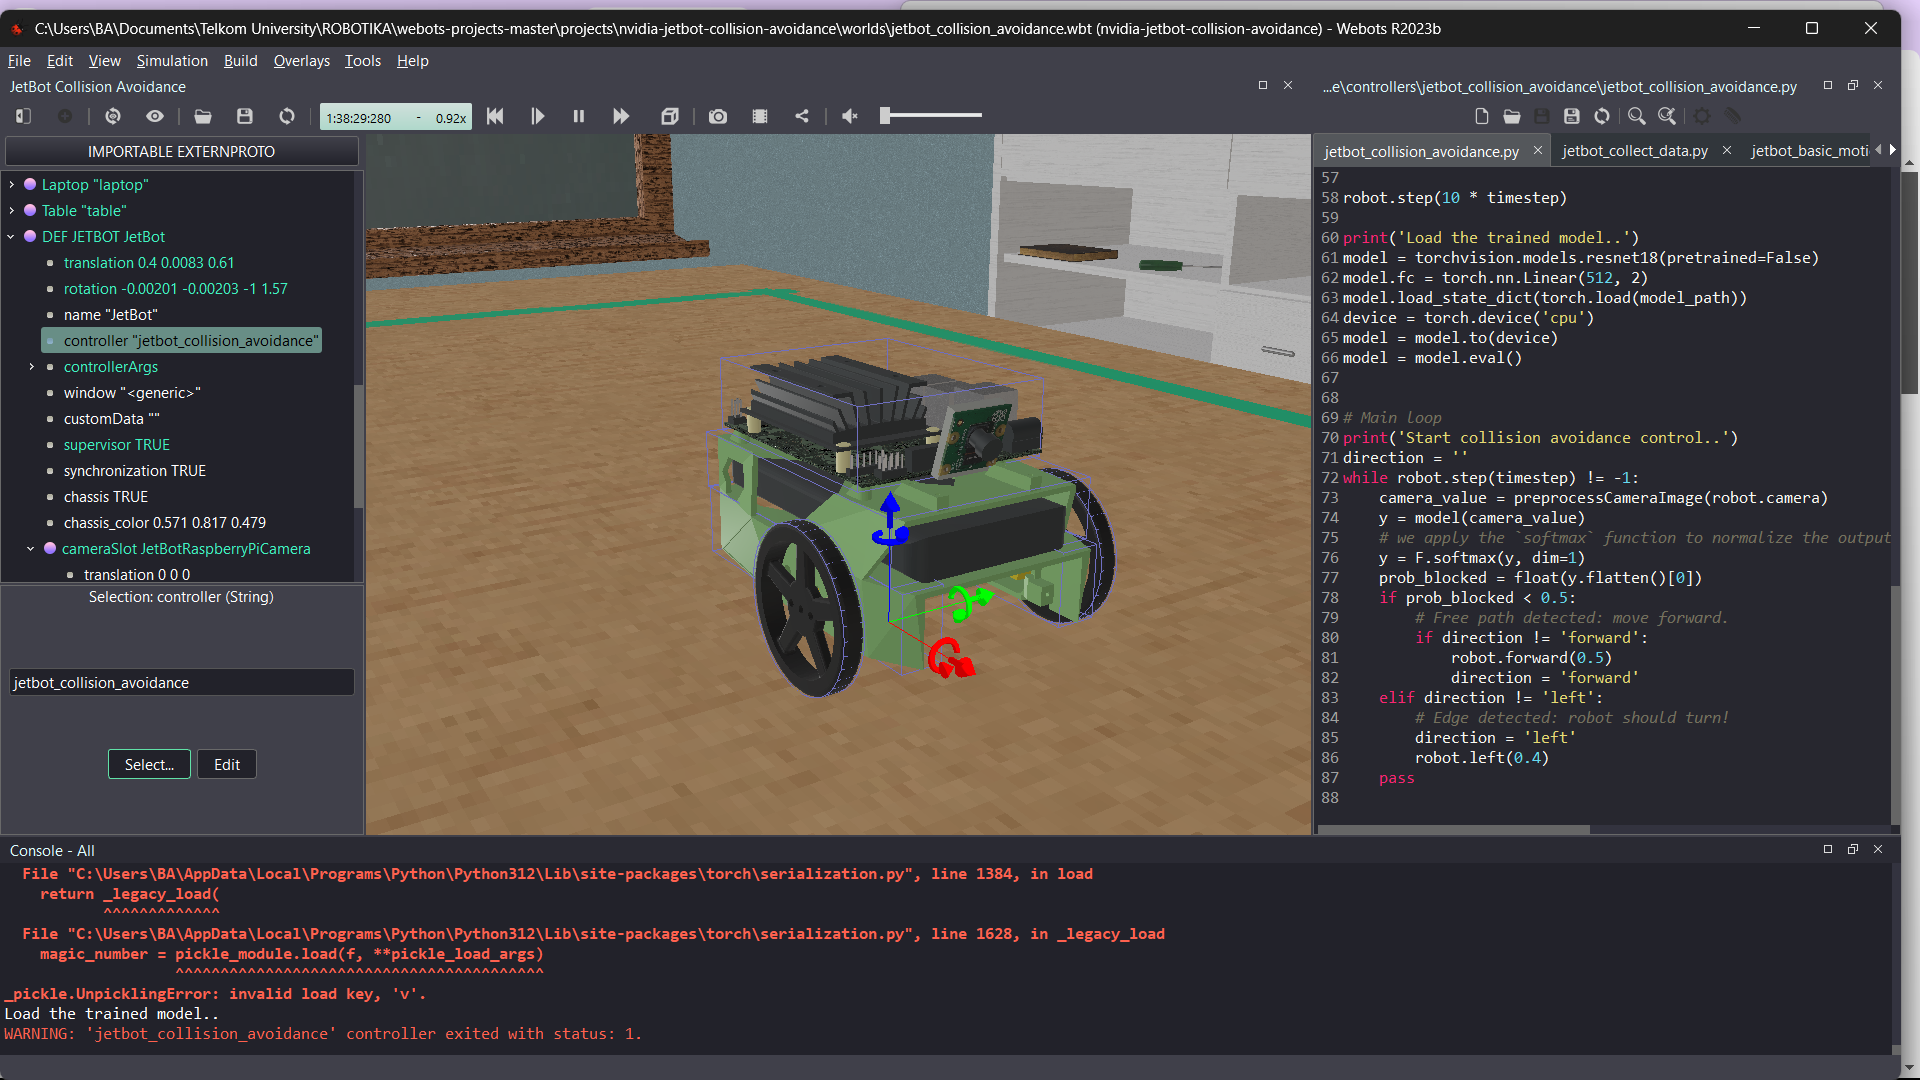 C:\Users\BA\Documents\Telkom University\ROBOTIKA\webots-projects-master\projects\nvidia-jetbot-collision-avoidance\worlds\jetbot_collision_avoidance.wbt (nvidia-jetbot-collision-avoidance) - Webots R2023b
File Edit View Simulation Build Overlays Tools Help
JetBot Collision Avoidance
1:38:29:280 - 0.92x
IMPORTABLE EXTERNPROTO
Laptop "laptop"
Table "table"
DEF JETBOT JetBot
translation 0.4 0.0083 0.61
rotation -0.00201 -0.00203 -1 1.57
name "JetBot"
controller "jetbot_collision_avoidance"
controllerArgs
window "<generic>"
customData ""
supervisor TRUE
synchronization TRUE
chassis TRUE
chassis_color 0.571 0.817 0.479
cameraSlot JetBotRaspberryPiCamera
translation 0 0 0
Selection: controller (String)
jetbot_collision_avoidance
Select... Edit
...e\controllers\jetbot_collision_avoidance\jetbot_collision_avoidance.py
jetbot_collision_avoidance.py jetbot_collect_data.py jetbot_basic_moti
57
58 robot.step(10 * timestep)
59
60 print('Load the trained model..')
61 model = torchvision.models.resnet18(pretrained=False)
62 model.fc = torch.nn.Linear(512, 2)
63 model.load_state_dict(torch.load(model_path))
64 device = torch.device('cpu')
65 model = model.to(device)
66 model = model.eval()
67
68
69 # Main loop
70 print('Start collision avoidance control..')
71 direction = ''
72 while robot.step(timestep) != -1:
73     camera_value = preprocessCameraImage(robot.camera)
74     y = model(camera_value)
75     # we apply the `softmax` function to normalize the output
76     y = F.softmax(y, dim=1)
77     prob_blocked = float(y.flatten()[0])
78     if prob_blocked < 0.5:
79         # Free path detected: move forward.
80         if direction != 'forward':
81             robot.forward(0.5)
82             direction = 'forward'
83     elif direction != 'left':
84         # Edge detected: robot should turn!
85         direction = 'left'
86         robot.left(0.4)
87     pass
88
Console - All
File "C:\Users\BA\AppData\Local\Programs\Python\Python312\Lib\site-packages\torch\serialization.py", line 1384, in load
return _legacy_load(
^^^^^^^^^^^^^
File "C:\Users\BA\AppData\Local\Programs\Python\Python312\Lib\site-packages\torch\serialization.py", line 1628, in _legacy_load
magic_number = pickle_module.load(f, **pickle_load_args)
^^^^^^^^^^^^^^^^^^^^^^^^^^^^^^^^^^^^^^^^^
_pickle.UnpicklingError: invalid load key, 'v'.
Load the trained model..
WARNING: 'jetbot_collision_avoidance' controller exited with status: 1.